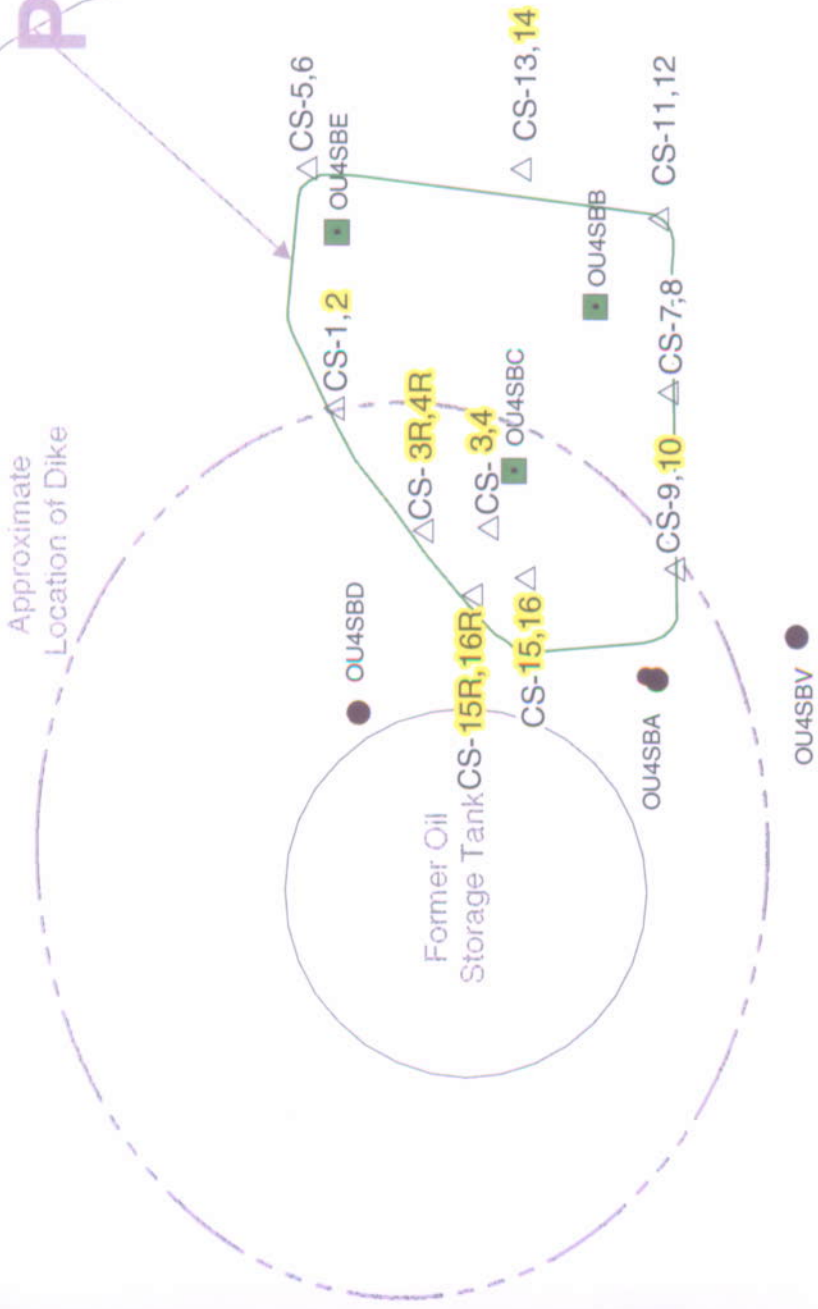 P
Approximate
Location of Dike
CS-5,6
OU4SBE
CS-13,14
CS-1,2
CS-11,12
OU4SBB
CS-3R,4R
CS-3,4
OU4SBC
CS-7,8
CS-9,10
OU4SBD
CS-15R,16R
CS-15,16
Former Oil
Storage Tank
OU4SBA
OU4SBV